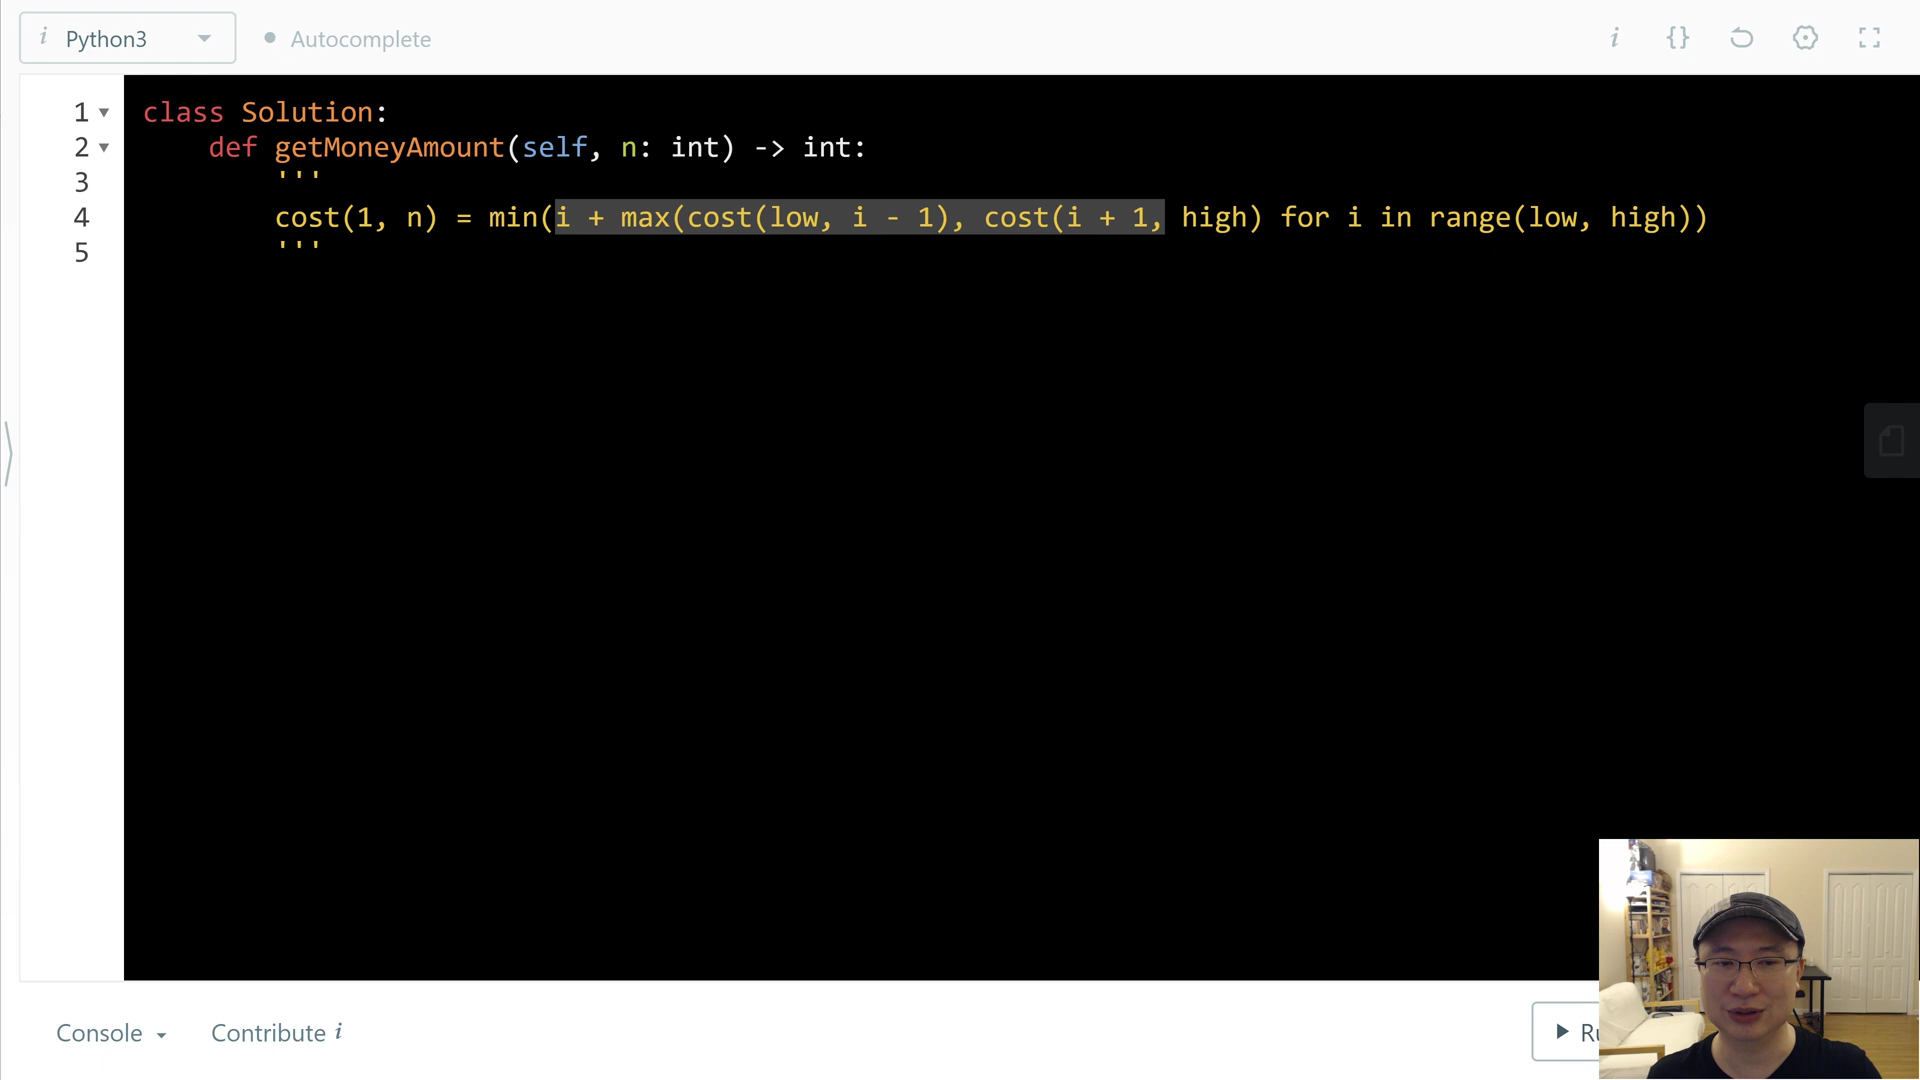 i Python3 Autocomplete i {}
1 class Solution:
2 def getMoneyAmount(self, n: int) -> int:
3 '''
4 cost(1, n) = min(i + max(cost(low, i - 1), cost(i + 1, high) for i in range(low, high))
5 '''
Console Contribute i